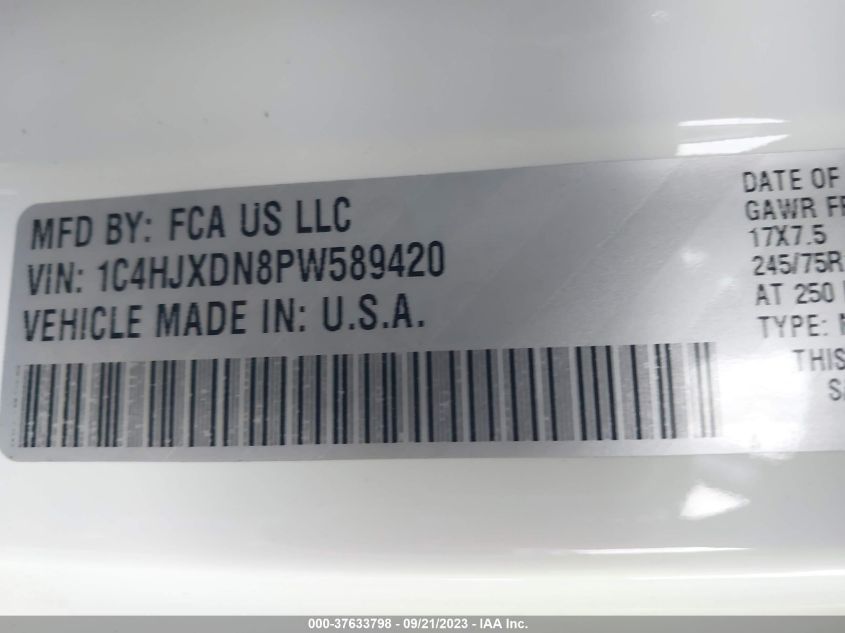 MFD BY: FCA US LLC
VIN: 1C4HJXDN8PW589420
VEHICLE MADE IN: U.S.A.
DATE OF
GAWR FR
17X7.5
245/75R
AT 250
TYPE:
THIS
000-37633798 - 09/21/2023 - IAA Inc.